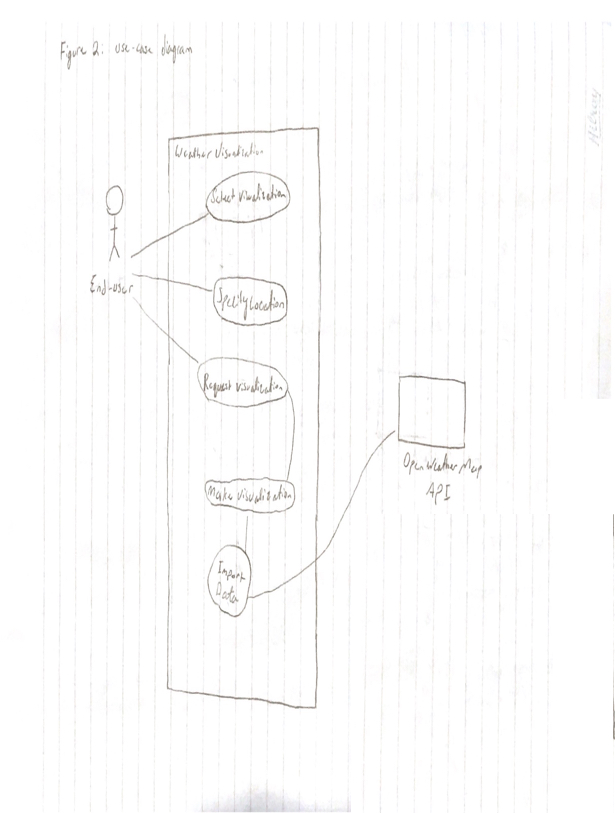 Figure 2: use-case diagram
Weather Visualization
Select visualization
End-user
Specify Location
Request visualization
OpenWeatherMap
API
Make visualization
Import
Data